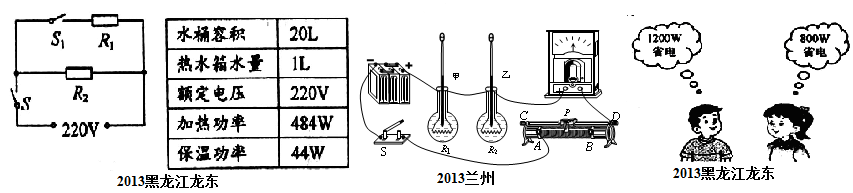 S₁
R₁
R₂
S
220V
水桶容积 20L
热水箱水量 1L
额定电压 220V
加热功率 484W
保温功率 44W
2013黑龙江龙东
- +
甲
乙
R₁
R₂
S
C
P
D
A
B
2013兰州
1200W
省电
800W
省电
2013黑龙江龙东